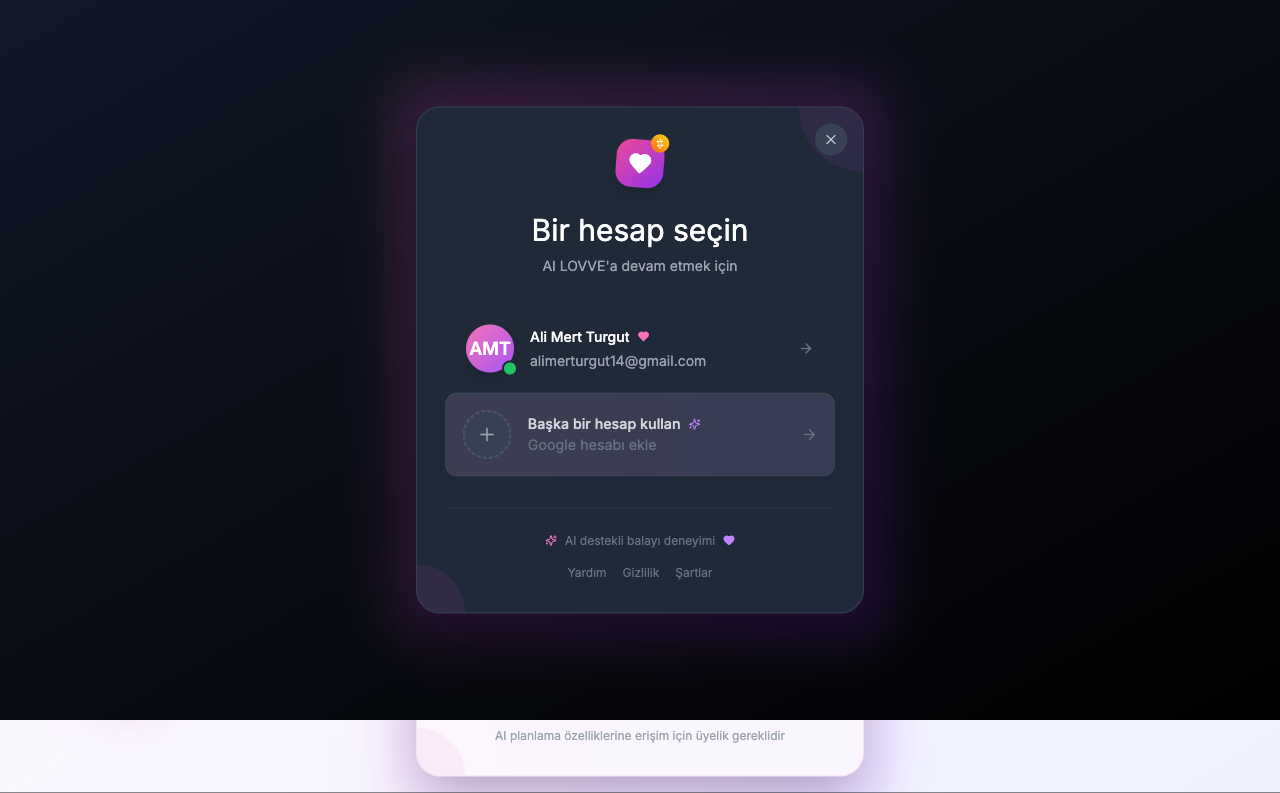 Bir hesap seçin
AI LOVVE'a devam etmek için
AMT
Ali Mert Turgut
alimerturgut14@gmail.com
Başka bir hesap kullan
Google hesabı ekle
AI destekli balayı deneyimi
Yardım Gizlilik Şartlar
AI planlama özelliklerine erişim için üyelik gereklidir